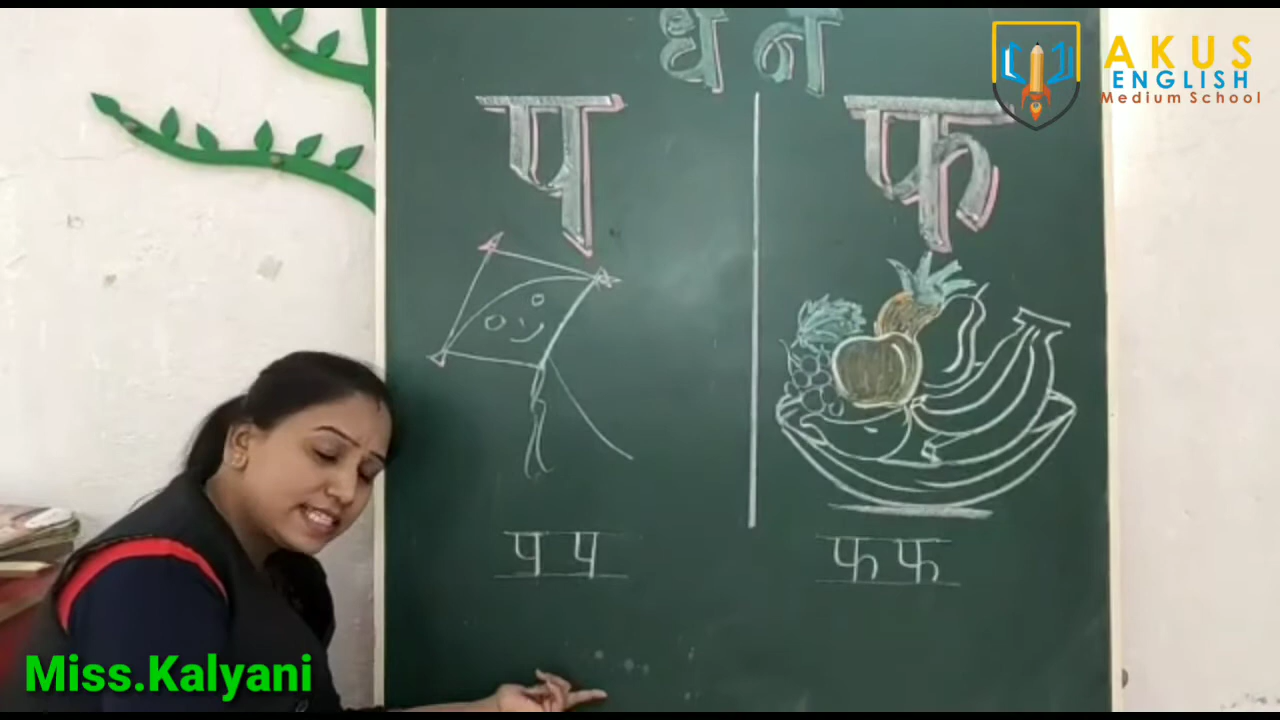 ध न
AKUS
ENGLISH
Medium School
प फ
प प फ फ
Miss.Kalyani